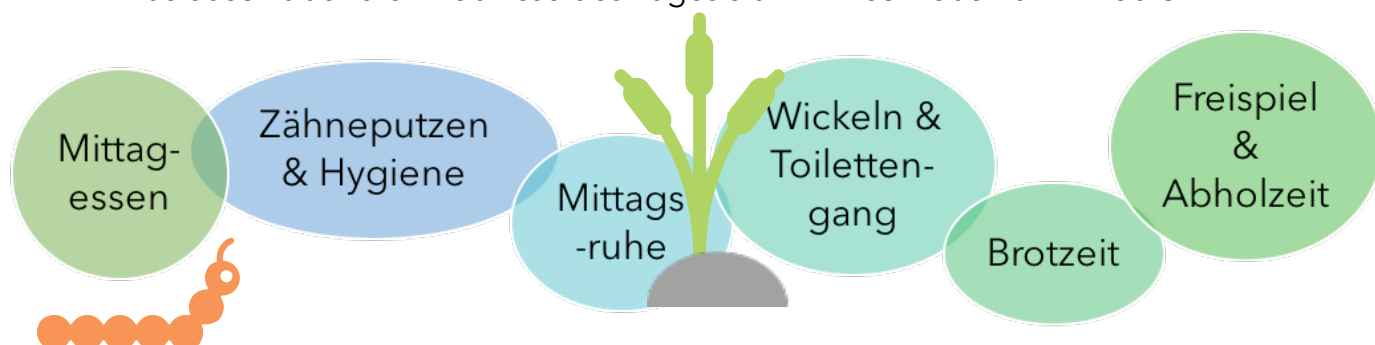 Mittag-
essen
Zähneputzen
& Hygiene
Mittags
-ruhe
Wickeln &
Toiletten-
gang
Brotzeit
Freispiel
&
Abholzeit